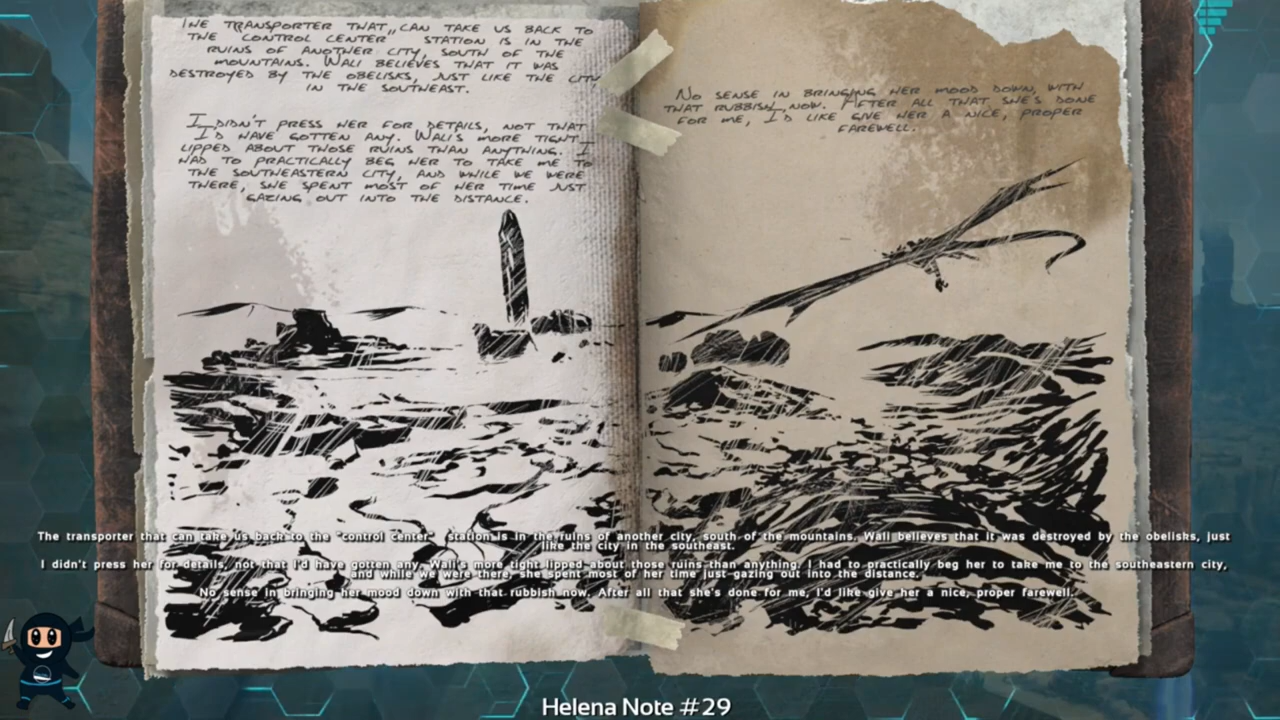 THE TRANSPORTER THAT CAN TAKE US BACK TO
THE "CONTROL CENTER" STATION IS IN THE
RUINS OF ANOTHER CITY, SOUTH OF THE
MOUNTAINS. WALI BELIEVES THAT IT WAS
DESTROYED BY THE OBELISKS, JUST LIKE THE CITY
IN THE SOUTHEAST.
I DIDN'T PRESS HER FOR DETAILS, NOT THAT
I'D HAVE GOTTEN ANY. WALI'S MORE TIGHT
LIPPED ABOUT THOSE RUINS THAN ANYTHING. I
HAD TO PRACTICALLY BEG HER TO TAKE ME TO
THE SOUTHEASTERN CITY, AND WHILE WE WERE
THERE, SHE SPENT MOST OF HER TIME JUST
GAZING OUT INTO THE DISTANCE.
NO SENSE IN BRINGING HER MOOD DOWN, WITH
THAT RUBBISH NOW. AFTER ALL THAT SHE'S DONE
FOR ME, I'D LIKE GIVE HER A NICE, PROPER
FAREWELL.
The transporter that can take us back to the "control center" station is in the ruins of another city, south of the mountains. Wali believes that it was destroyed by the obelisks, just
like the city in the southeast.
I didn't press her for details, not that I'd have gotten any. Wali's more tight lipped about those ruins than anything. I had to practically beg her to take me to the southeastern city,
and while we were there, she spent most of her time just gazing out into the distance.
No sense in bringing her mood down with that rubbish now. After all that she's done for me, I'd like give her a nice, proper farewell.
Helena Note #29